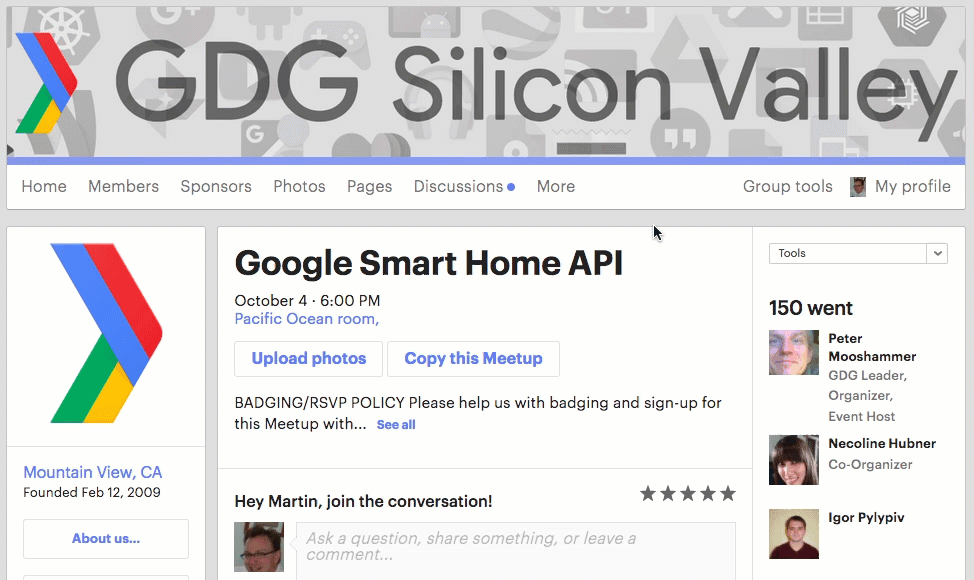 GDG Silicon Valley
Home Members Sponsors Photos Pages Discussions More Group tools My profile
Mountain View, CA
Founded Feb 12, 2009
About us...
Google Smart Home API
October 4 · 6:00 PM
Pacific Ocean room,
Upload photos Copy this Meetup
BADGING/RSVP POLICY Please help us with badging and sign-up for
this Meetup with... See all
Hey Martin, join the conversation!
Ask a question, share something, or leave a
comment...
Tools
150 went
Peter
Mooshammer
GDG Leader,
Organizer,
Event Host
Necoline Hubner
Co-Organizer
Igor Pylypiv